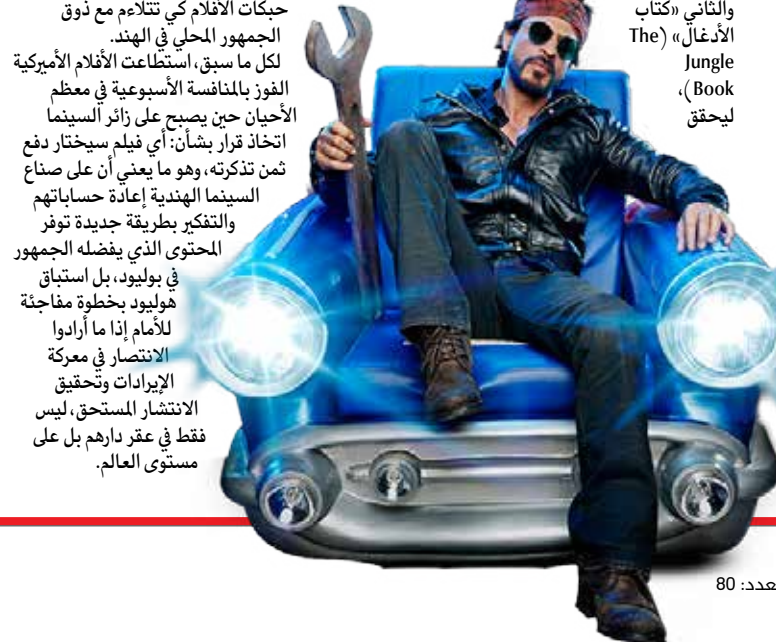 والثاني «كتاب
الأدغال» (The
Jungle
Book)،
ليحقق
حبكات الأفلام كي تتلاءم مع ذوق
الجمهور المحلي في الهند.
لكل ما سبق، استطاعت الأفلام الأميركية
الفوز بالمنافسة الأسبوعية في معظم
الأحيان حين يصبح على زائر السينما
اتخاذ قرار بشأن: أي فيلم سيختار دفع
ثمن تذكرته، وهو ما يعني أن على صناع
السينما الهندية إعادة حساباتهم
والتفكير بطريقة جديدة توفر
المحتوى الذي يفضله الجمهور
في بوليود، بل استباق
هوليود بخطوة مفاجئة
للأمام إذا ما أرادوا
الانتصار في معركة
الإيرادات وتحقيق
الانتشار المستحق، ليس
فقط في عقر دارهم بل على
مستوى العالم.
عدد: 80